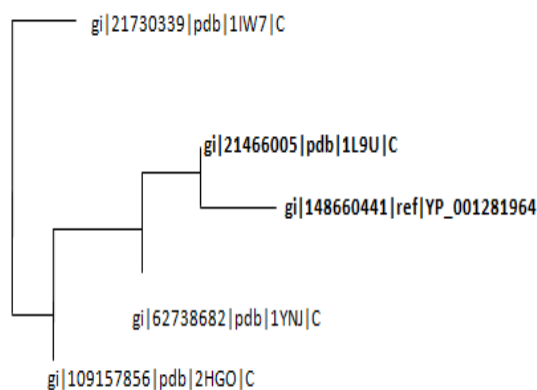 gi|21730339|pdb|1IW7|C
gi|21466005|pdb|1L9U|C
gi|148660441|ref|YP_001281964
gi|62738682|pdb|1YNJ|C
gi|109157856|pdb|2HGO|C